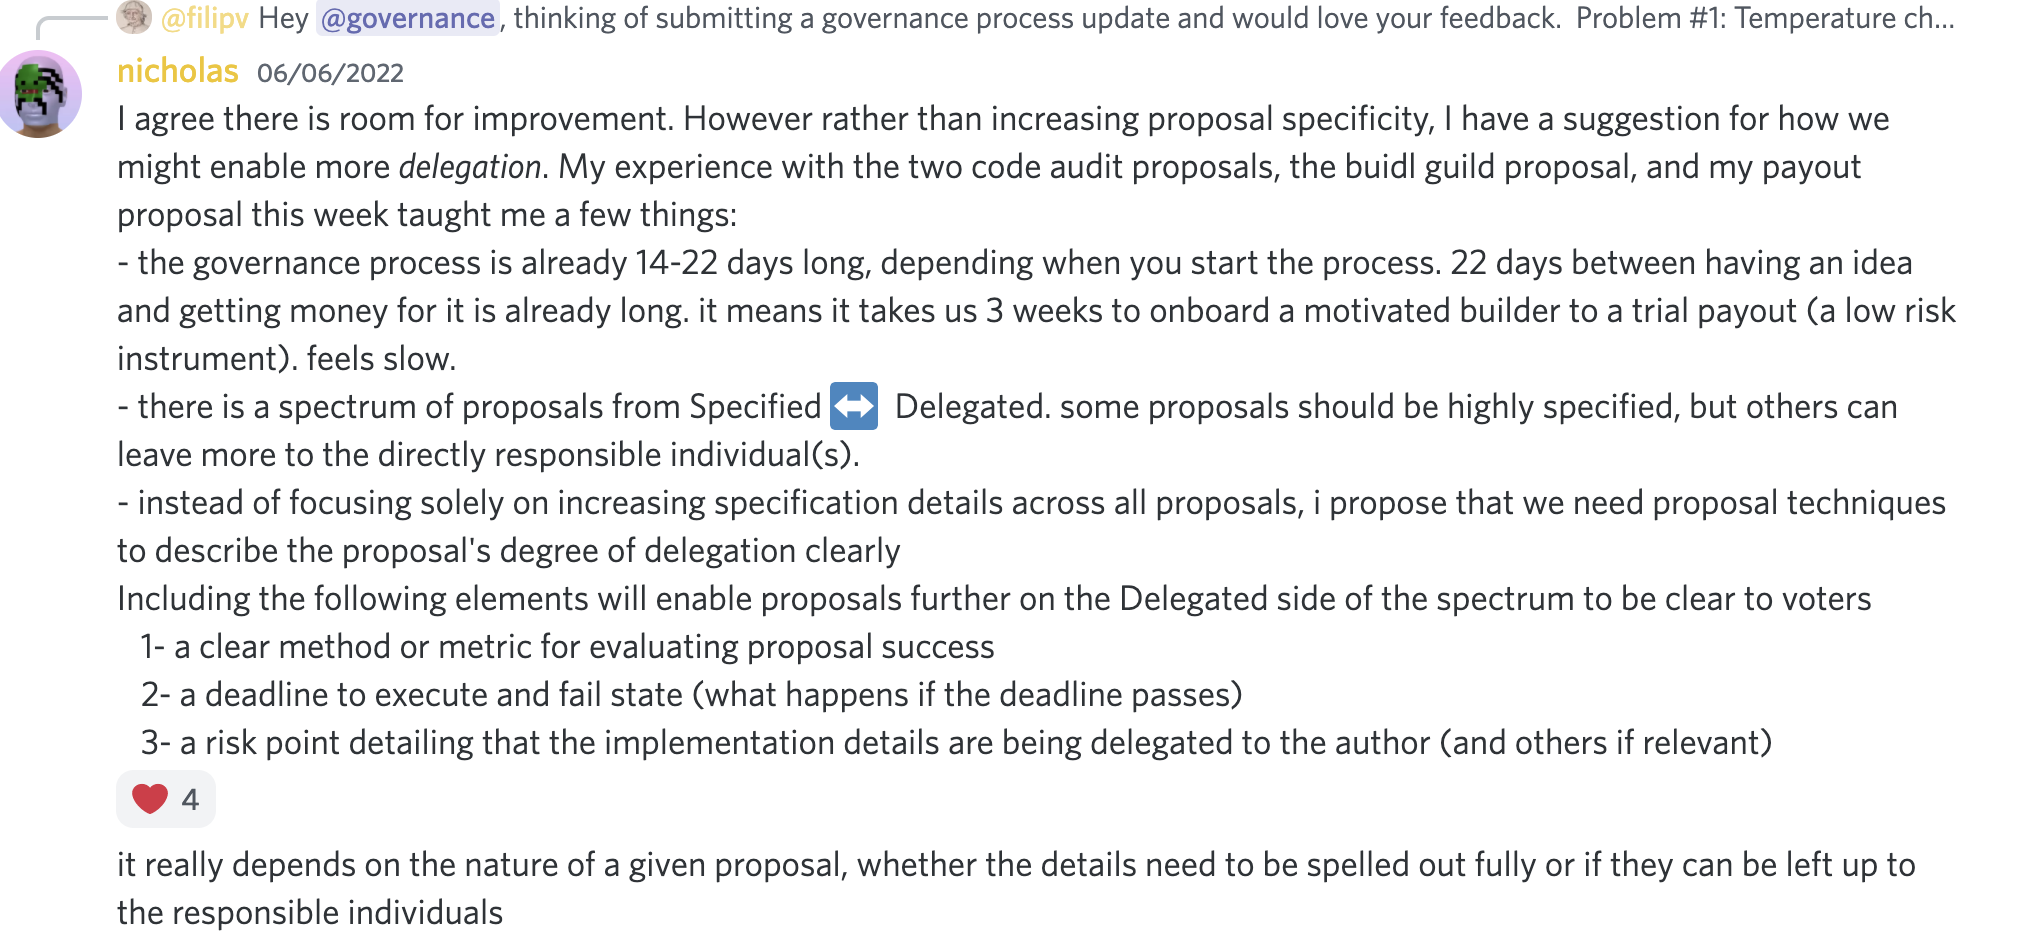 @filipv Hey @governance, thinking of submitting a governance process update and would love your feedback.  Problem #1: Temperature ch...
nicholas 06/06/2022
I agree there is room for improvement. However rather than increasing proposal specificity, I have a suggestion for how we
might enable more delegation. My experience with the two code audit proposals, the buidl guild proposal, and my payout
proposal this week taught me a few things:
- the governance process is already 14-22 days long, depending when you start the process. 22 days between having an idea
and getting money for it is already long. it means it takes us 3 weeks to onboard a motivated builder to a trial payout (a low risk
instrument). feels slow.
- there is a spectrum of proposals from Specified ↔️ Delegated. some proposals should be highly specified, but others can
leave more to the directly responsible individual(s).
- instead of focusing solely on increasing specification details across all proposals, i propose that we need proposal techniques
to describe the proposal's degree of delegation clearly
Including the following elements will enable proposals further on the Delegated side of the spectrum to be clear to voters
1- a clear method or metric for evaluating proposal success
2- a deadline to execute and fail state (what happens if the deadline passes)
3- a risk point detailing that the implementation details are being delegated to the author (and others if relevant)
❤️ 4
it really depends on the nature of a given proposal, whether the details need to be spelled out fully or if they can be left up to
the responsible individuals